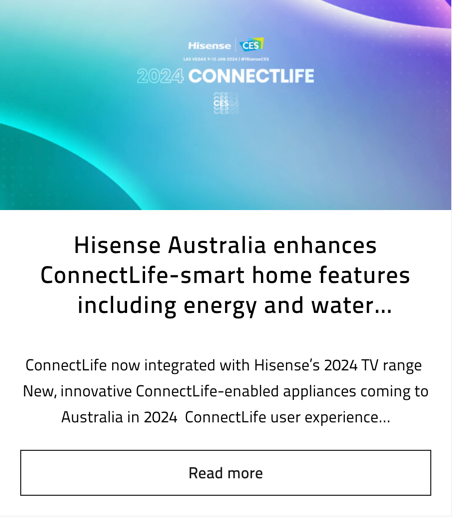 Hisense | CES
LAS VEGAS 9-12 JAN 2024 | #HisenseCES
2024 CONNECTLIFE
CES
Hisense Australia enhances
ConnectLife-smart home features
including energy and water...
ConnectLife now integrated with Hisense's 2024 TV range
New, innovative ConnectLife-enabled appliances coming to
Australia in 2024 ConnectLife user experience...
Read more